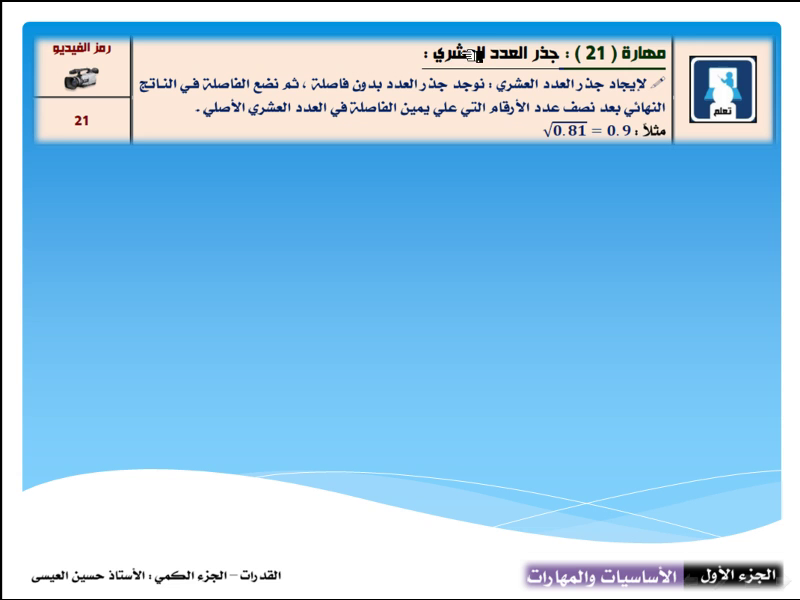 مهارة ( 21 ) : جذر العدد العشري :
رمز الفيديو
لإيجاد جذر العدد العشري : نوجد جذر العدد بدون فاصلة ، ثم نضع الفاصلة في الناتج
النهائي بعد نصف عدد الأرقام التي علي يمين الفاصلة في العدد العشري الأصلي .
مثلاً : √0.81 = 0.9
تعلم
21
الجزء الأول
الأساسيات والمهارات
القدرات – الجزء الكمي : الأستاذ حسين العيسى